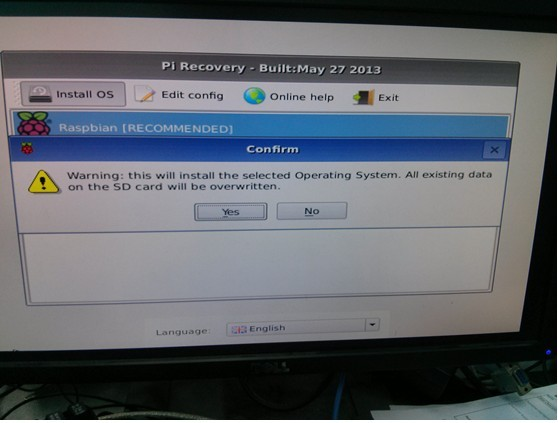 Pi Recovery - Built:May 27 2013
Install OS Edit config Online help Exit
Raspbian [RECOMMENDED]
Confirm
Warning: this will install the selected Operating System. All existing data
on the SD card will be overwritten.
Yes No
Language: English
DELL